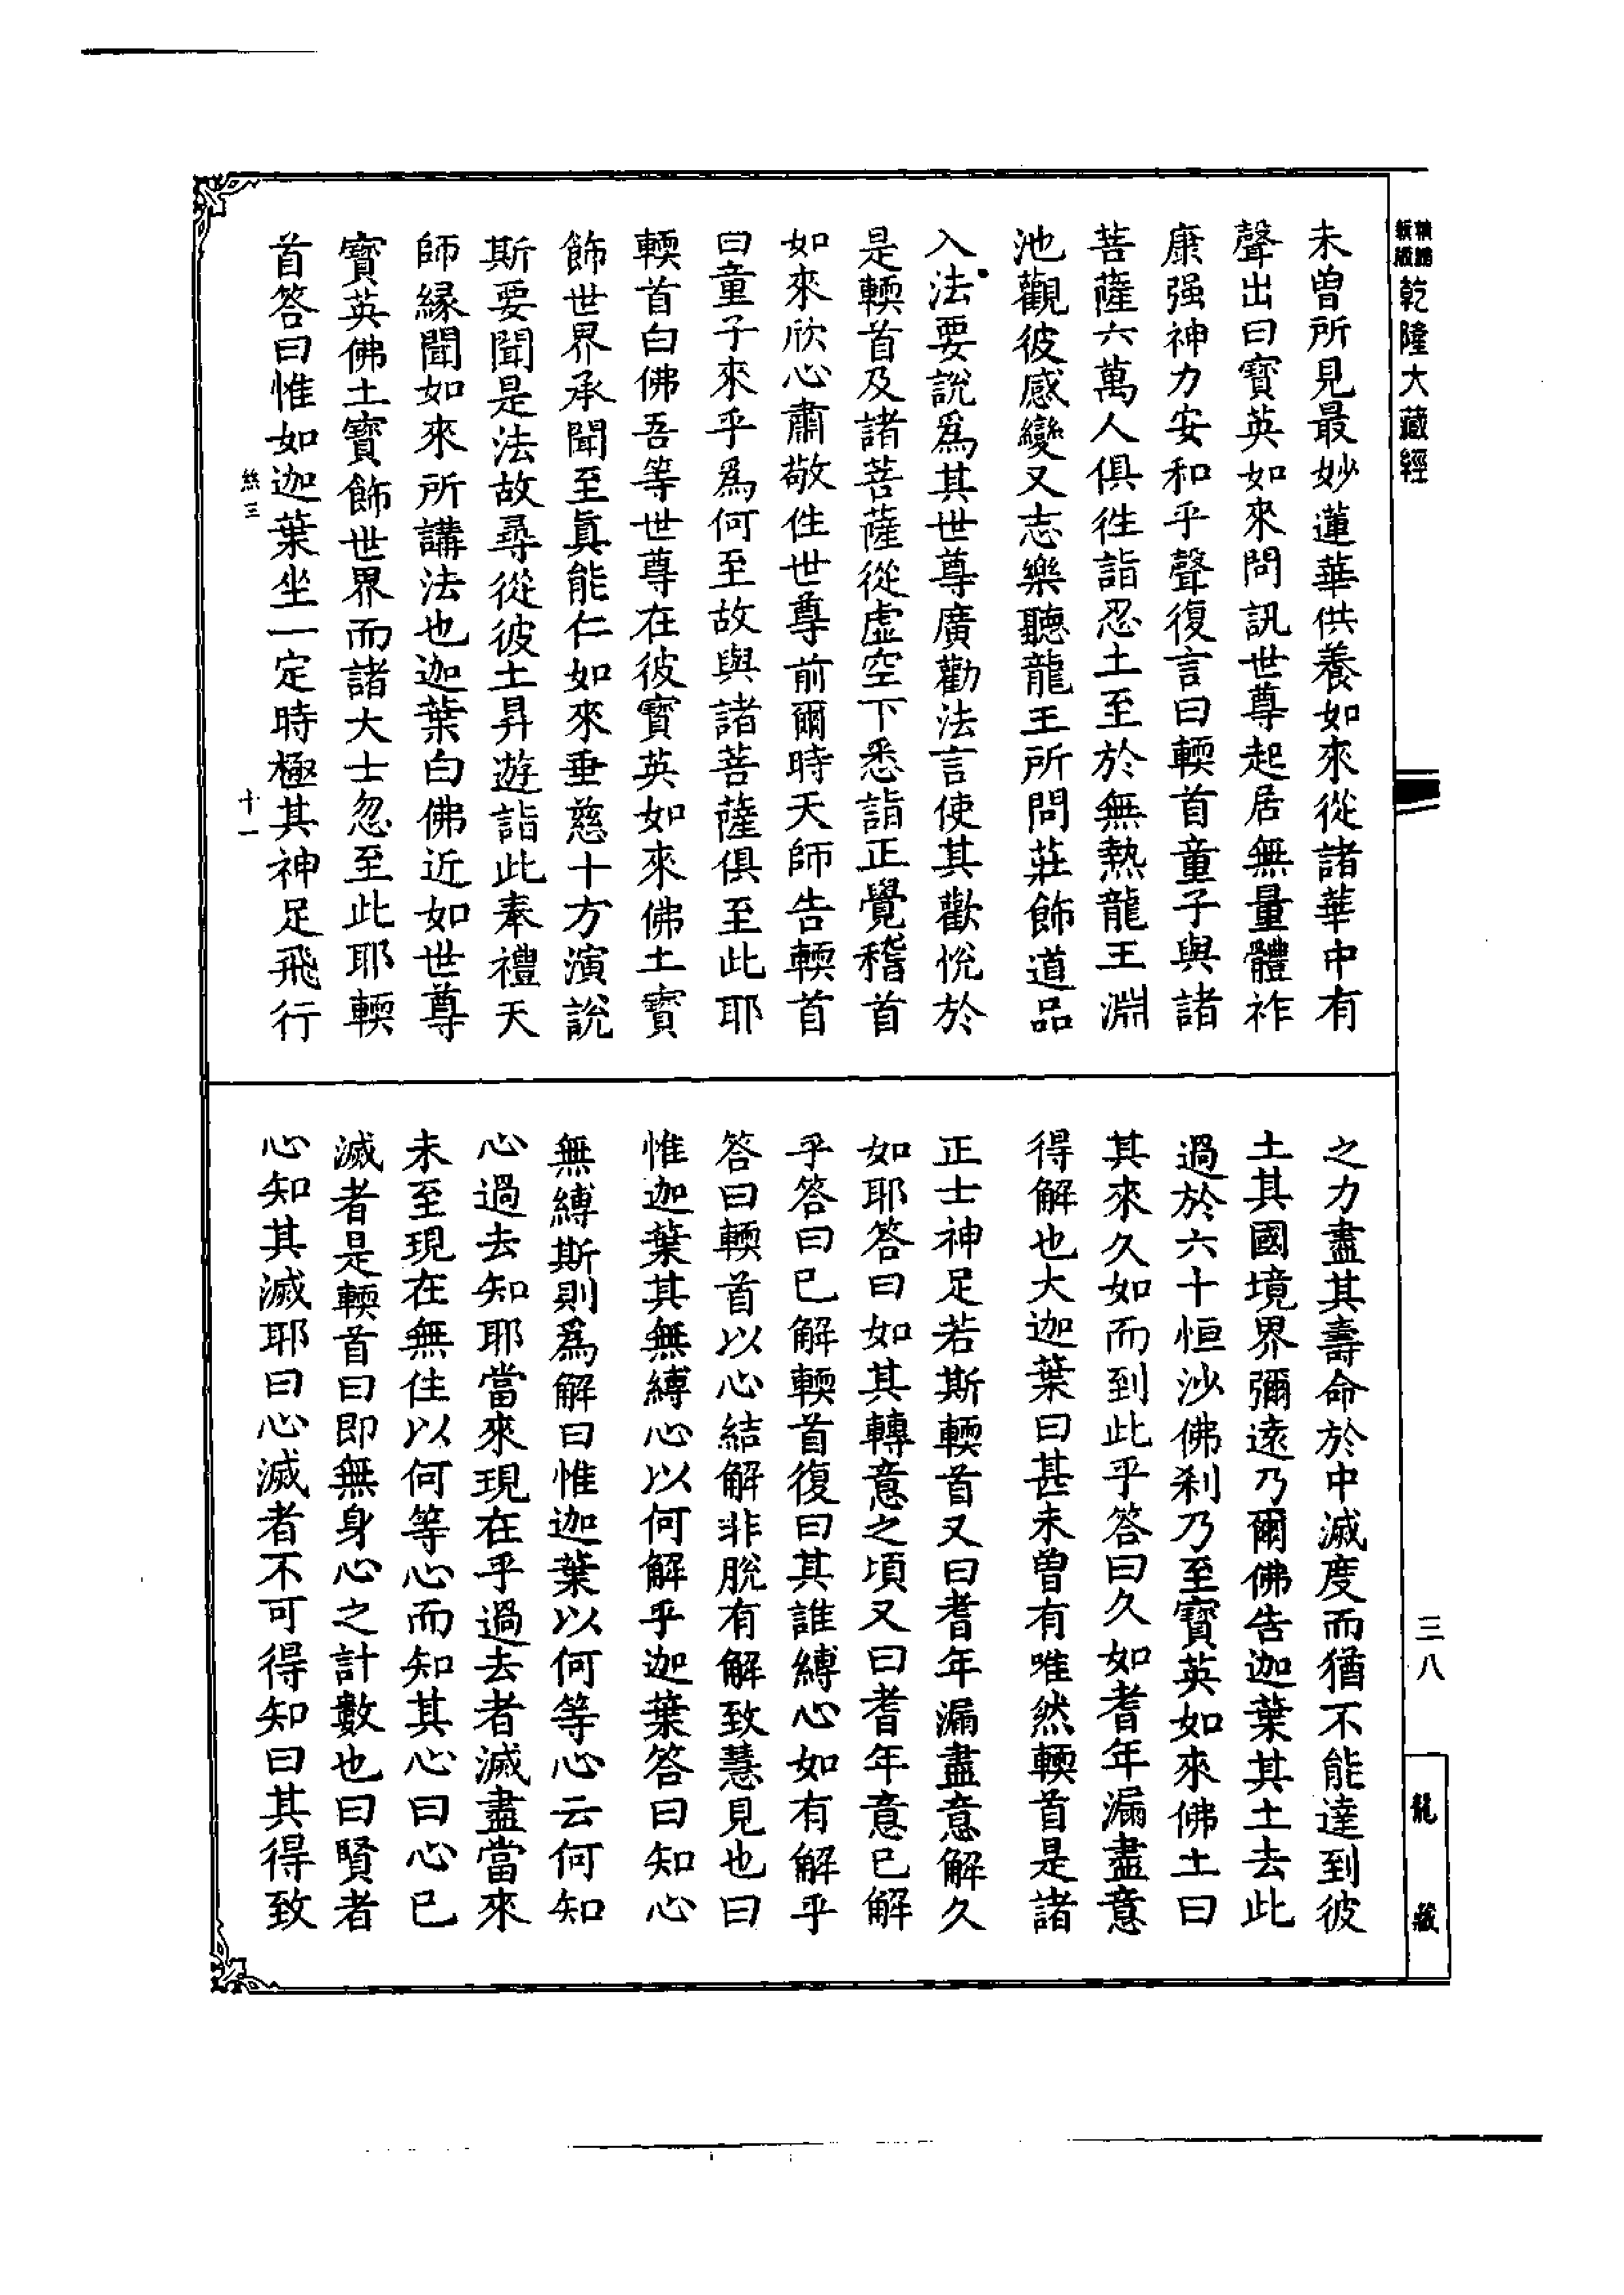 乾隆大藏經
未曾所見最妙蓮華供養如來從諸華中有
聲出曰寶英如來問訊世尊起居無量體祚
康强神力安和乎聲復言曰輭首童子與諸
菩薩六萬人俱徃詣忍土至於無熱龍王淵
池觀彼感變又志樂聽龍王所問莊飾道品
入法要說爲其世尊廣勸法言使其歡悅於
是輭首及諸菩薩從虛空下悉詣正覺稽首
如來欣心肅敬住世尊前爾時天師告輭首
曰童子來乎爲何至故與諸菩薩俱至此耶
輭首白佛吾等世尊在彼寶英如來佛土寶
飾世界承聞至眞能仁如來垂慈十方演說
斯要聞是法故尋從彼土昇遊詣此奉禮天
師緣聞如來所講法也迦葉白佛近如世尊
寶英佛土寶飾世界而諸大士忽至此耶輭
首答曰惟如迦葉坐一定時極其神足飛行
絲三
十一
之力盡其壽命於中滅度而猶不能達到彼
土其國境界彌遠乃爾佛告迦葉其土去此
過於六十恒沙佛刹乃至寶英如來佛土曰
其來久如而到此乎答曰久如耆年漏盡意
得解也大迦葉曰甚未曾有唯然輭首是諸
正士神足若斯輭首又曰耆年漏盡意解久
如耶答曰如其轉意之頃又曰耆年意已解
乎答曰已解輭首復曰其誰縛心如有解乎
答曰輭首以心結解非脫有解致慧見也曰
惟迦葉其無縛心以何解乎迦葉答曰知心
無縛斯則爲解曰惟迦葉以何等心云何知
心過去知耶當來現在乎過去者滅盡當來
未至現在無住以何等心而知其心曰心已
滅者是輭首曰即無身心之計數也曰賢者
心知其滅耶曰心滅者不可得知曰其得致
三八
龍藏